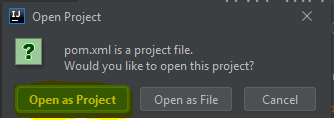 IJ
Open Project
pom.xml is a project file.
Would you like to open this project?
Open as Project
Open as File
Cancel